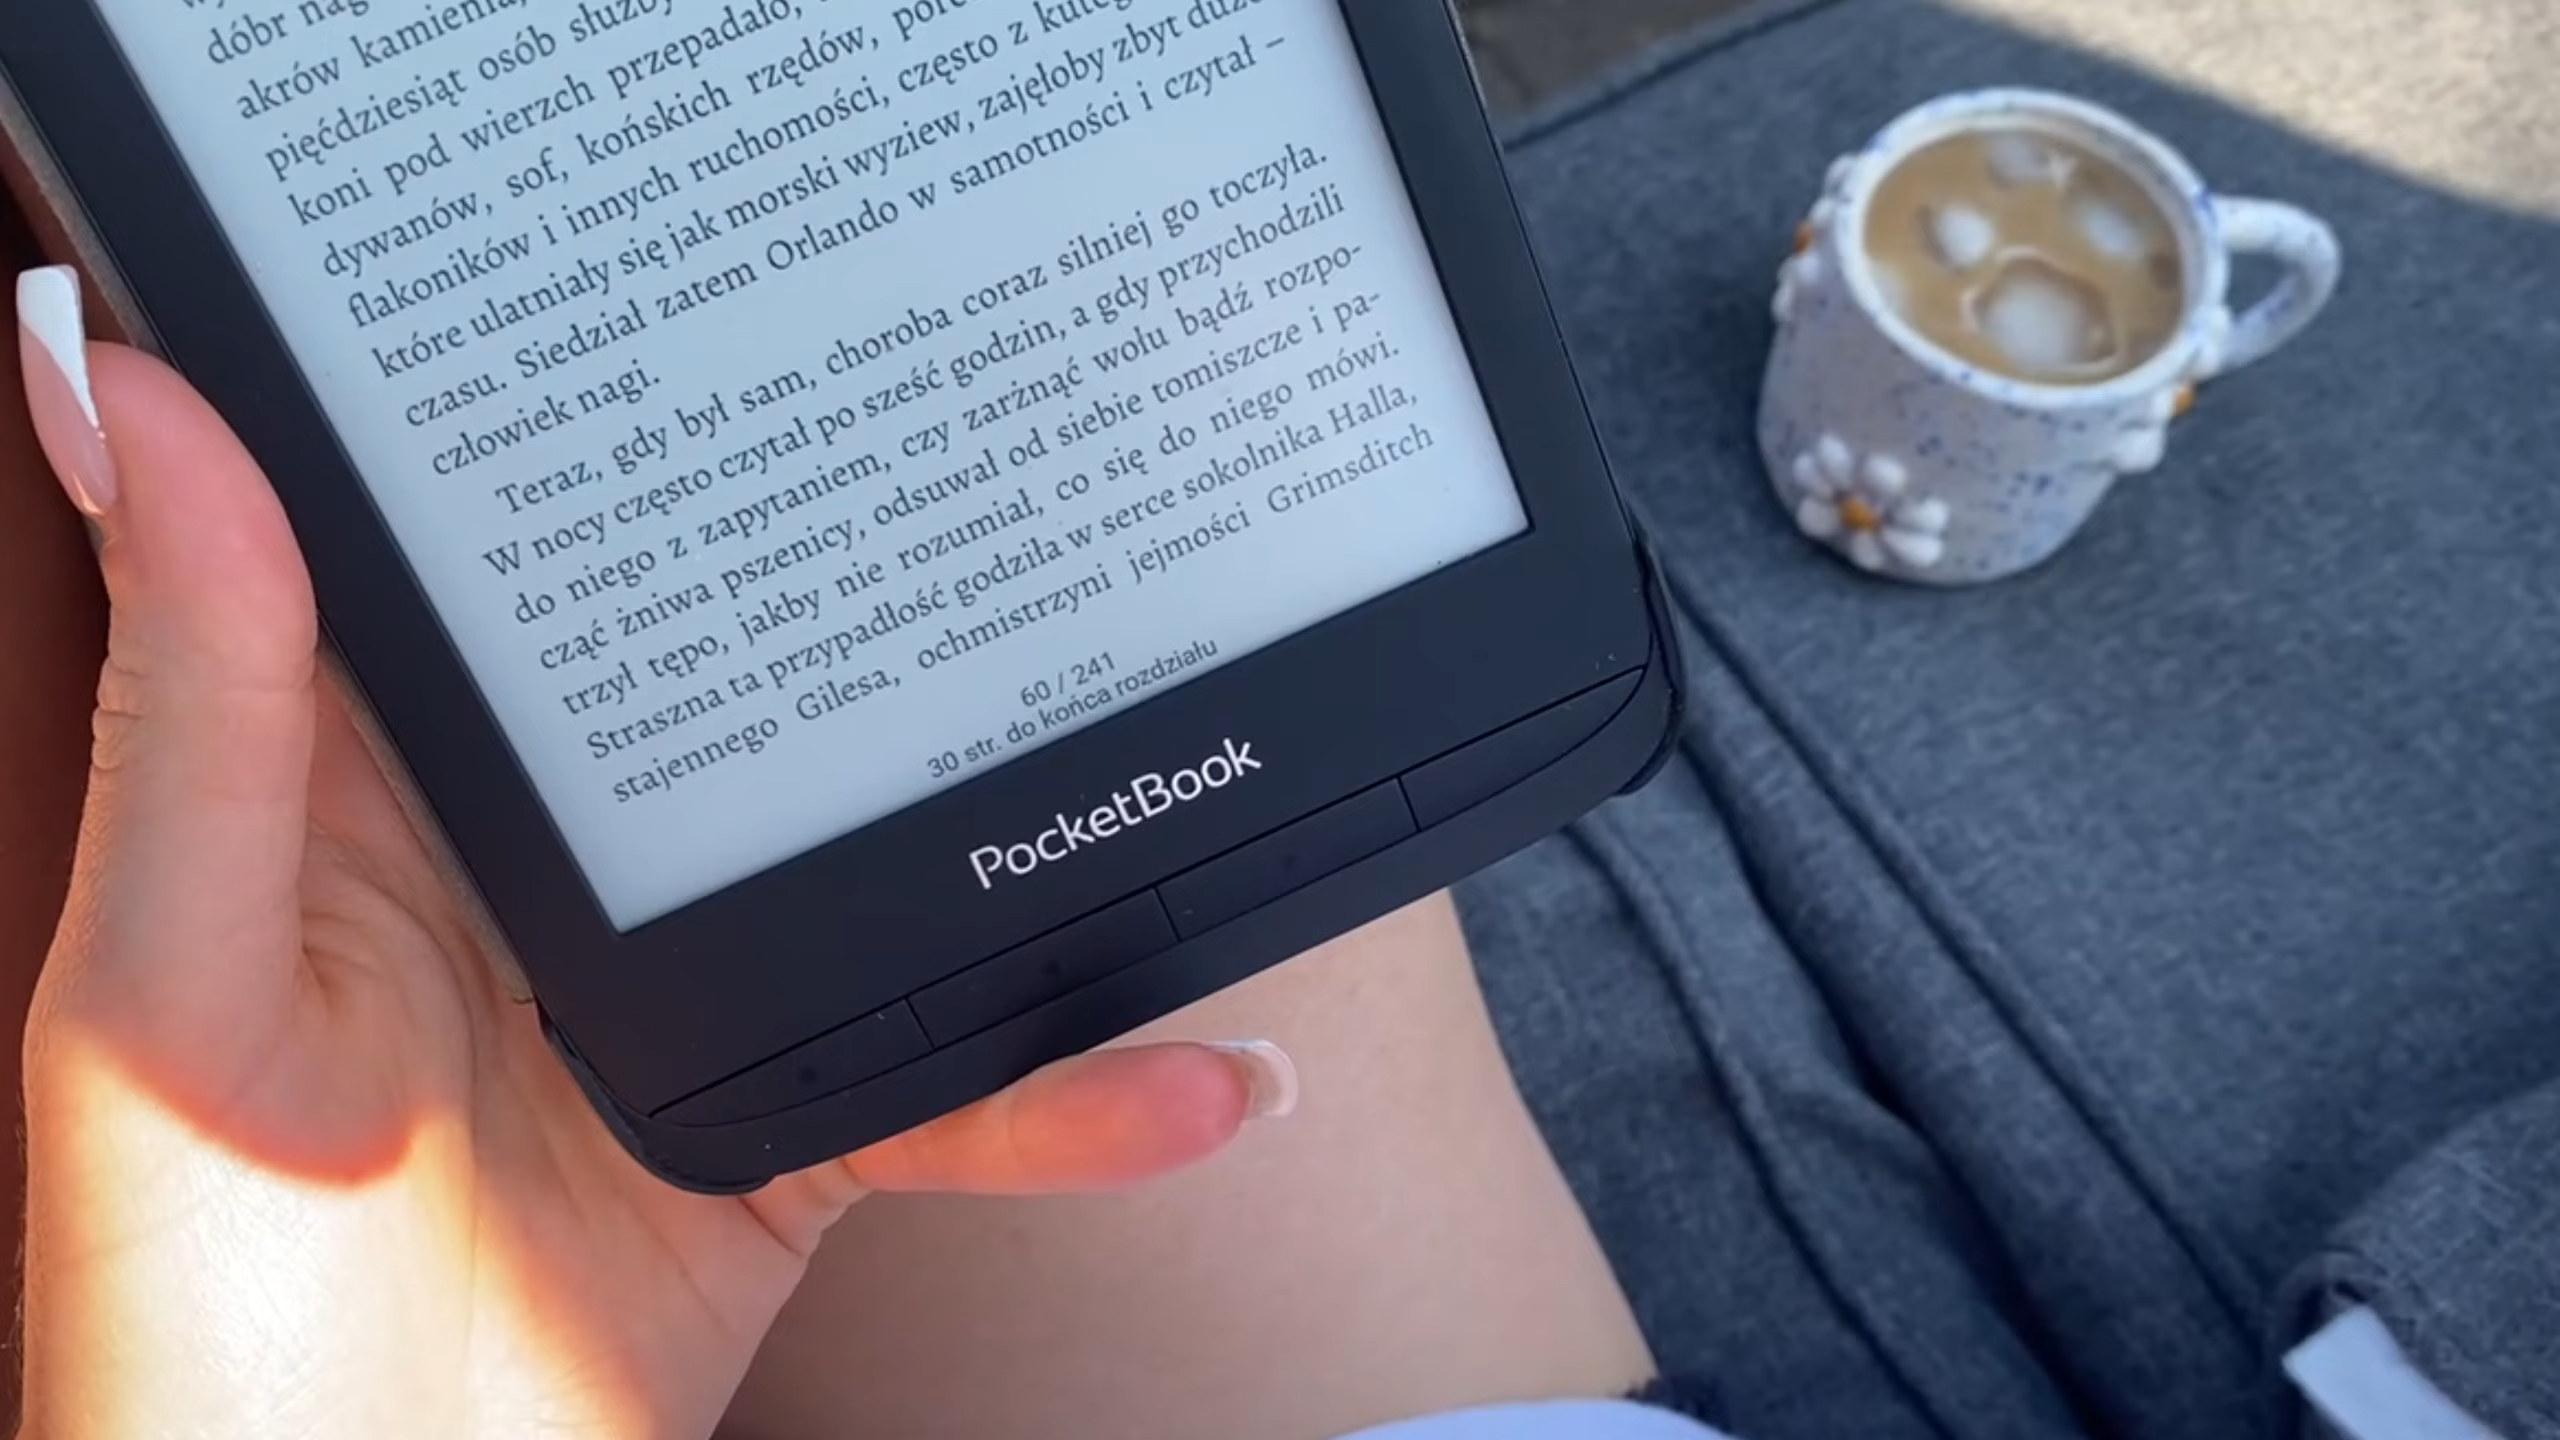 dóbr
akrów kamienia,
pięćdziesiąt osób służby
koni pod wierzch przepadało,
dywanów, sof, końskich rzędów,
flakoników i innych ruchomości, często z
które ulatniały się jak morski wyziew, zajęłoby zbyt
czasu. Siedział zatem Orlando w samotności i czytał –
człowiek nagi.
Teraz, gdy był sam, choroba coraz silniej go toczyła.
W nocy często czytał po sześć godzin, a gdy przychodzili
do niego z zapytaniem, czy zarżnąć wołu bądź rozpo-
cząć żniwa pszenicy, odsuwał od siebie tomiszcze i pa-
trzył tępo, jakby nie rozumiał, co się do niego mówi.
Straszna ta przypadłość godziła w serce sokolnika Halla,
stajennego Gilesa, ochmistrzyni jejmości Grimsditch
60 / 241
30 str. do końca rozdziału
PocketBook